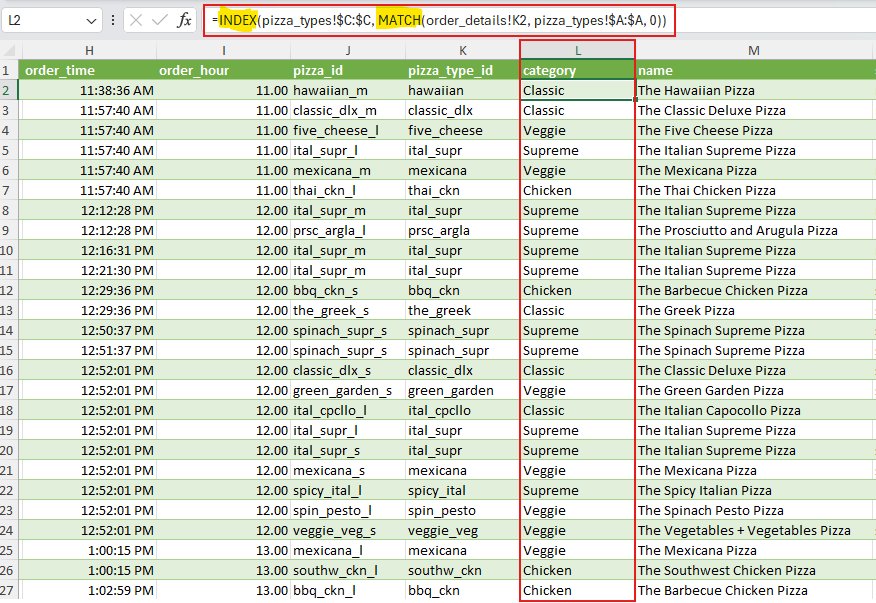 L2 fx =INDEX(pizza_types!$C:$C, MATCH(order_details!K2, pizza_types!$A:$A, 0))
H I J K L M
1 order_time order_hour pizza_id pizza_type_id category name
2 11:38:36 AM 11.00 hawaiian_m hawaiian Classic The Hawaiian Pizza
3 11:57:40 AM 11.00 classic_dlx_m classic_dlx Classic The Classic Deluxe Pizza
4 11:57:40 AM 11.00 five_cheese_l five_cheese Veggie The Five Cheese Pizza
5 11:57:40 AM 11.00 ital_supr_l ital_supr Supreme The Italian Supreme Pizza
6 11:57:40 AM 11.00 mexicana_m mexicana Veggie The Mexicana Pizza
7 11:57:40 AM 11.00 thai_ckn_l thai_ckn Chicken The Thai Chicken Pizza
8 12:12:28 PM 12.00 ital_supr_m ital_supr Supreme The Italian Supreme Pizza
9 12:12:28 PM 12.00 prsc_argla_l prsc_argla Supreme The Prosciutto and Arugula Pizza
10 12:16:31 PM 12.00 ital_supr_m ital_supr Supreme The Italian Supreme Pizza
11 12:21:30 PM 12.00 ital_supr_m ital_supr Supreme The Italian Supreme Pizza
12 12:29:36 PM 12.00 bbq_ckn_s bbq_ckn Chicken The Barbecue Chicken Pizza
13 12:29:36 PM 12.00 the_greek_s the_greek Classic The Greek Pizza
14 12:50:37 PM 12.00 spinach_supr_s spinach_supr Supreme The Spinach Supreme Pizza
15 12:51:37 PM 12.00 spinach_supr_s spinach_supr Supreme The Spinach Supreme Pizza
16 12:52:01 PM 12.00 classic_dlx_s classic_dlx Classic The Classic Deluxe Pizza
17 12:52:01 PM 12.00 green_garden_s green_garden Veggie The Green Garden Pizza
18 12:52:01 PM 12.00 ital_cpcllo_l ital_cpcllo Classic The Italian Capocollo Pizza
19 12:52:01 PM 12.00 ital_supr_l ital_supr Supreme The Italian Supreme Pizza
20 12:52:01 PM 12.00 ital_supr_s ital_supr Supreme The Italian Supreme Pizza
21 12:52:01 PM 12.00 mexicana_s mexicana Veggie The Mexicana Pizza
22 12:52:01 PM 12.00 spicy_ital_l spicy_ital Supreme The Spicy Italian Pizza
23 12:52:01 PM 12.00 spin_pesto_l spin_pesto Veggie The Spinach Pesto Pizza
24 12:52:01 PM 12.00 veggie_veg_s veggie_veg Veggie The Vegetables + Vegetables Pizza
25 1:00:15 PM 13.00 mexicana_l mexicana Veggie The Mexicana Pizza
26 1:00:15 PM 13.00 southw_ckn_l southw_ckn Chicken The Southwest Chicken Pizza
27 1:02:59 PM 13.00 bbq_ckn_l bbq_ckn Chicken The Barbecue Chicken Pizza